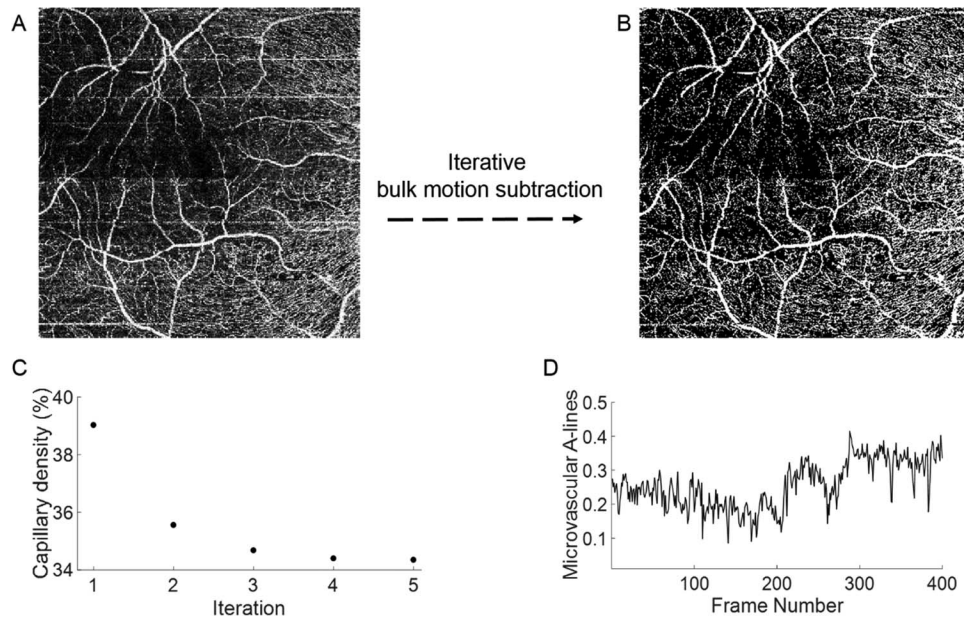 A
B
Iterative
bulk motion subtraction
C
Capillary density (%)
40
38
36
34
1 2 3 4 5
Iteration
D
Microvascular A-lines
0.5
0.4
0.3
0.2
0.1
100 200 300 400
Frame Number